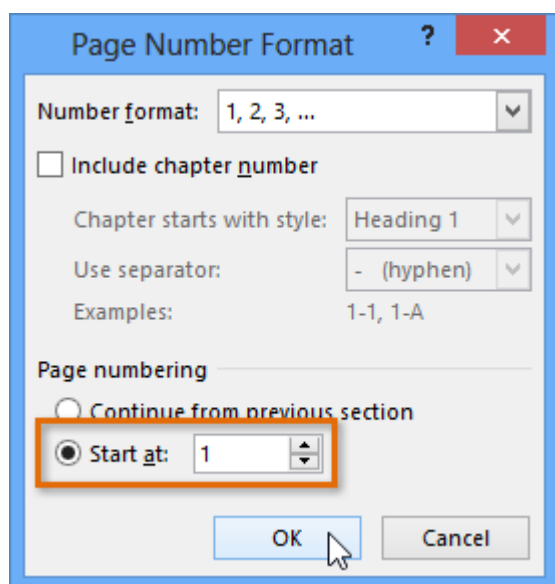 Page Number Format ?
Number format: 1, 2, 3, ...
Include chapter number
Chapter starts with style: Heading 1
Use separator: - (hyphen)
Examples: 1-1, 1-A
Page numbering
Continue from previous section
Start at: 1
OK Cancel